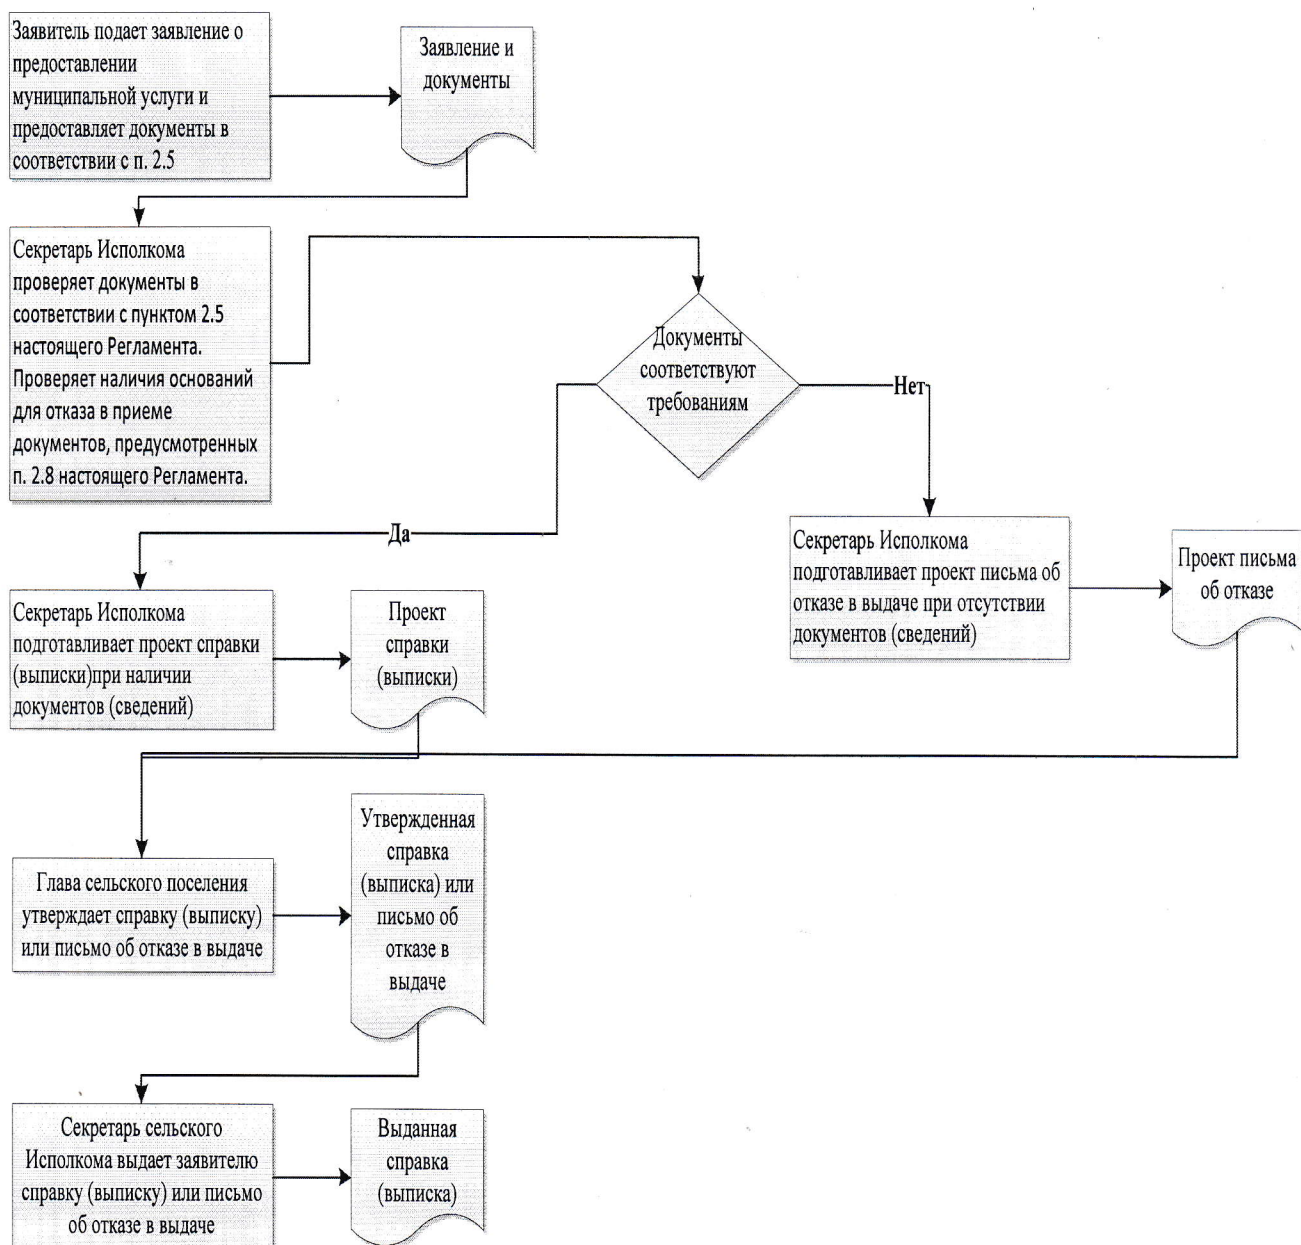 Заявитель подает заявление о
предоставлении
муниципальной услуги и
предоставляет документы в
соответствии с п. 2.5
Заявление и
документы
Секретарь Исполкома
проверяет документы в
соответствии с пунктом 2.5
настоящего Регламента.
Проверяет наличия оснований
для отказа в приеме
документов, предусмотренных
п. 2.8 настоящего Регламента.
Документы
соответствуют
требованиям
Нет
Да
Секретарь Исполкома
подготавливает проект письма об
отказе в выдаче при отсутствии
документов (сведений)
Проект письма
об отказе
Секретарь Исполкома
подготавливает проект справки
(выписки)при наличии
документов (сведений)
Проект
справки
(выписки)
Глава сельского поселения
утверждает справку (выписку)
или письмо об отказе в выдаче
Утвержденная
справка
(выписка) или
письмо об
отказе в
выдаче
Секретарь сельского
Исполкома выдает заявителю
справку (выписку) или письмо
об отказе в выдаче
Выданная
справка
(выписка)